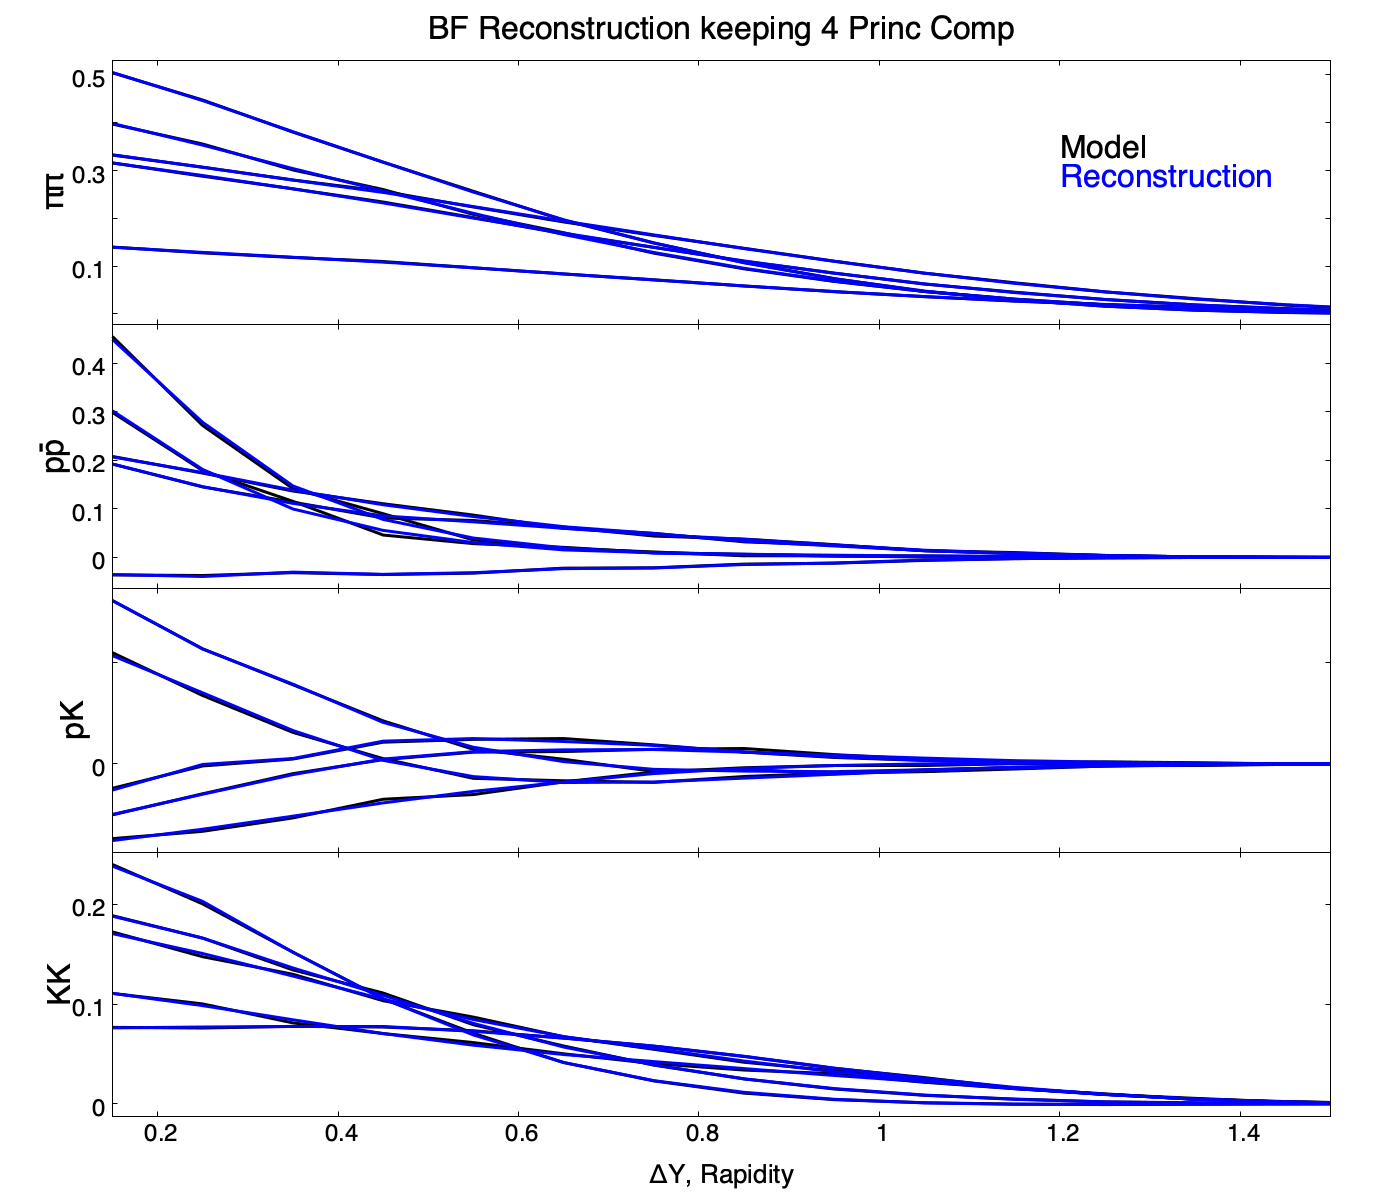 BF Reconstruction keeping 4 Princ Comp
0.5
0.3
0.1
ππ
Model
Reconstruction
0.4
0.3
0.2
0.1
0
pp̄
0
pK
0.2
0.1
0
KK
0.2 0.4 0.6 0.8 1 1.2 1.4
ΔY, Rapidity